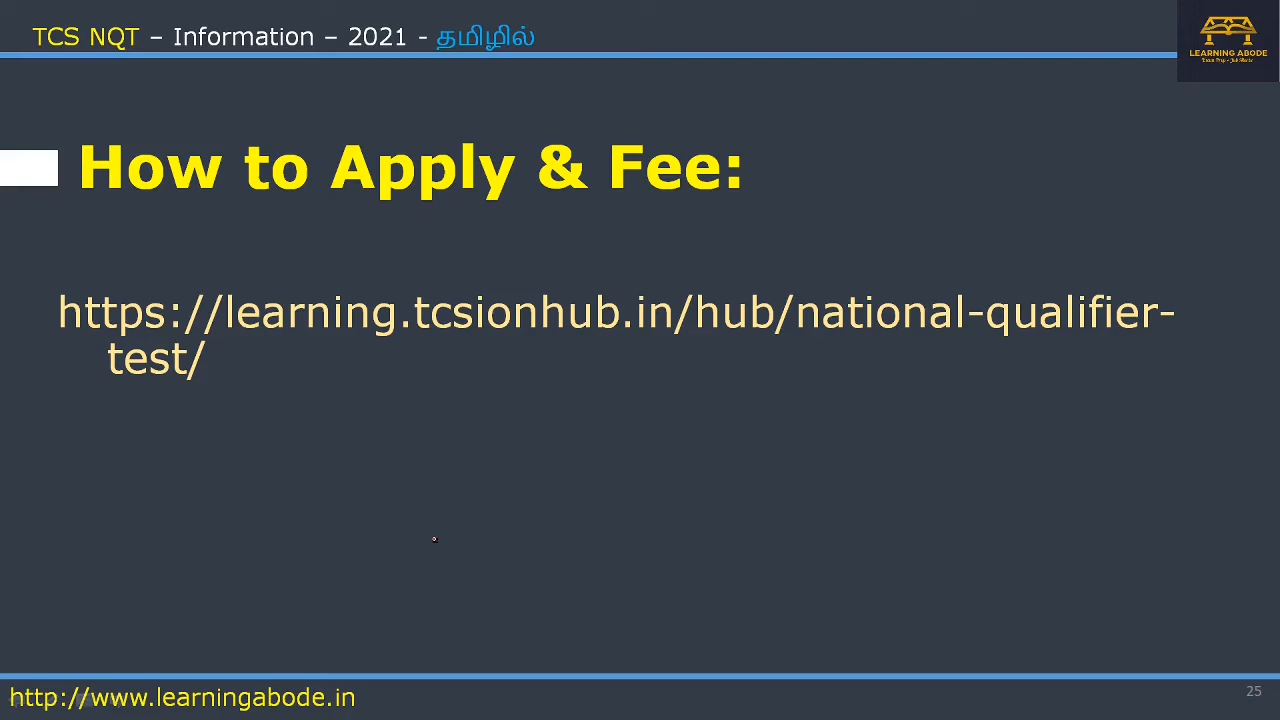 TCS NQT – Information – 2021 - தமிழில்
LEARNING ABODE
How to Apply & Fee:
https://learning.tcsionhub.in/hub/national-qualifier-
test/
http://www.learningabode.in
25